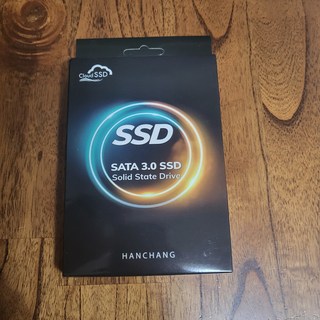 Cloud SSD
SSD
SATA 3.0 SSD
Solid State Drive
HANCHANG